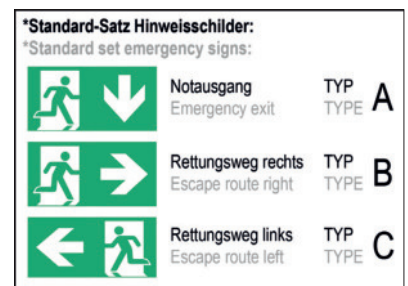 *Standard-Satz Hinweisschilder:
*Standard set emergency signs:
Notausgang TYP A
Emergency exit TYPE
Rettungsweg rechts TYP B
Escape route right TYPE
Rettungsweg links TYP C
Escape route left TYPE